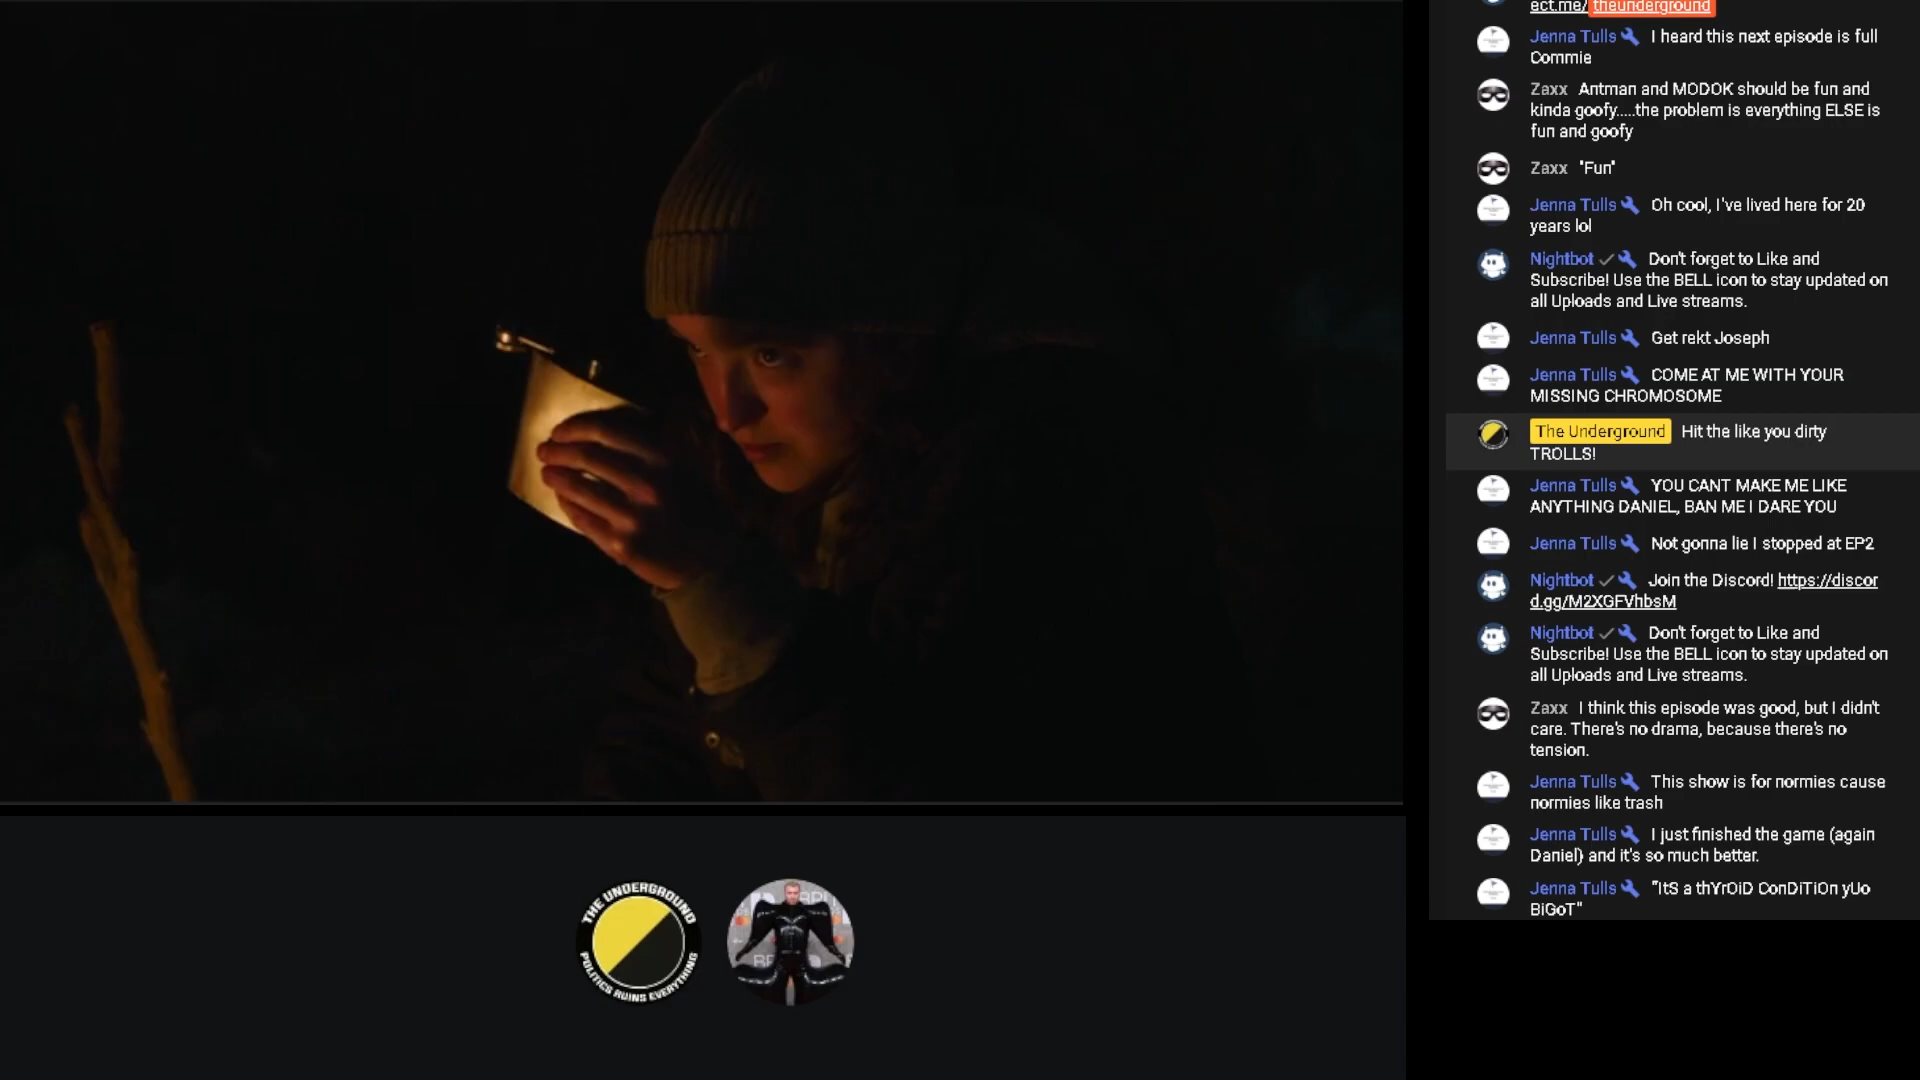 ect.me/theunderground
Jenna Tulls I heard this next episode is full
Commie
Zaxx Antman and MODOK should be fun and
kinda goofy.....the problem is everything ELSE is
fun and goofy
Zaxx "Fun"
Jenna Tulls Oh cool, I've lived here for 20
years lol
Nightbot Don't forget to Like and
Subscribe! Use the BELL icon to stay updated on
all Uploads and Live streams.
Jenna Tulls Get rekt Joseph
Jenna Tulls COME AT ME WITH YOUR
MISSING CHROMOSOME
The Underground Hit the like you dirty
TROLLS!
Jenna Tulls YOU CANT MAKE ME LIKE
ANYTHING DANIEL, BAN ME I DARE YOU
Jenna Tulls Not gonna lie I stopped at EP2
Nightbot Join the Discord! https://discor
d.gg/M2XGFVhbsM
Nightbot Don't forget to Like and
Subscribe! Use the BELL icon to stay updated on
all Uploads and Live streams.
Zaxx I think this episode was good, but I didn't
care. There's no drama, because there's no
tension.
Jenna Tulls This show is for normies cause
normies like trash
Jenna Tulls I just finished the game (again
Daniel) and it's so much better.
Jenna Tulls "ItS a thYrOiD ConDiTiOn yUo
BiGoT"
THE UNDERGROUND
POLITICS RUINS EVERYTHING